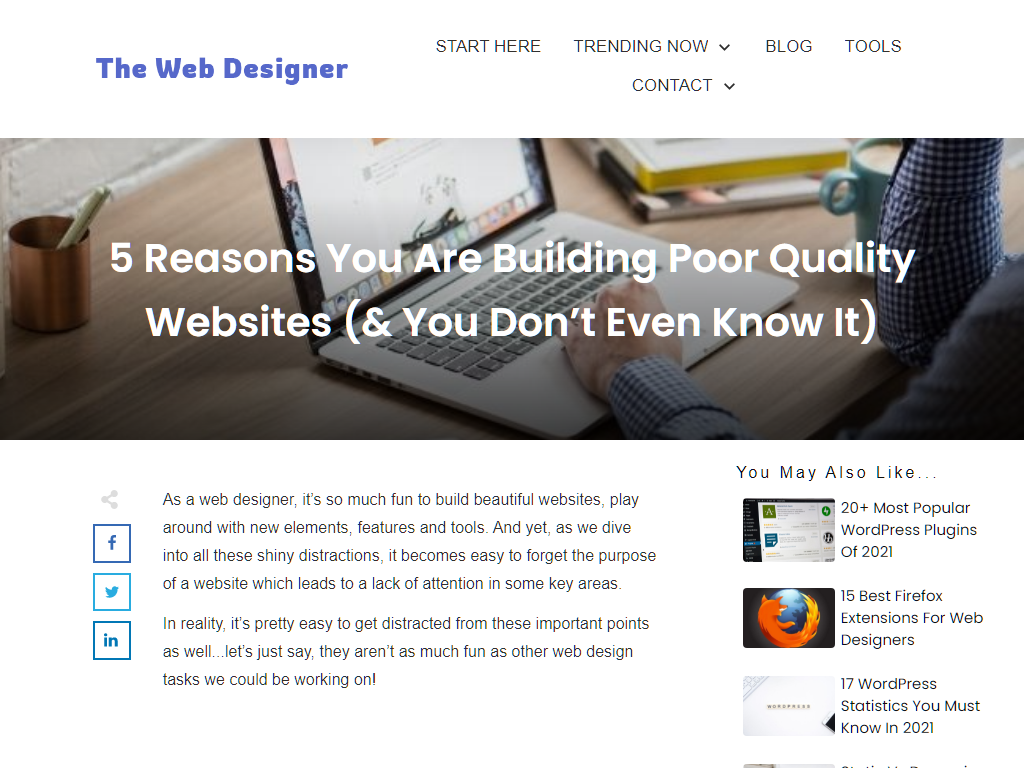 The Web Designer
START HERE
TRENDING NOW
BLOG
TOOLS
CONTACT
5 Reasons You Are Building Poor Quality
Websites (& You Don’t Even Know It)
As a web designer, it’s so much fun to build beautiful websites, play
around with new elements, features and tools. And yet, as we dive
into all these shiny distractions, it becomes easy to forget the purpose
of a website which leads to a lack of attention in some key areas.
In reality, it’s pretty easy to get distracted from these important points
as well...let’s just say, they aren’t as much fun as other web design
tasks we could be working on!
You May Also Like...
20+ Most Popular
WordPress Plugins
Of 2021
15 Best Firefox
Extensions For Web
Designers
WORDPRESS
17 WordPress
Statistics You Must
Know In 2021